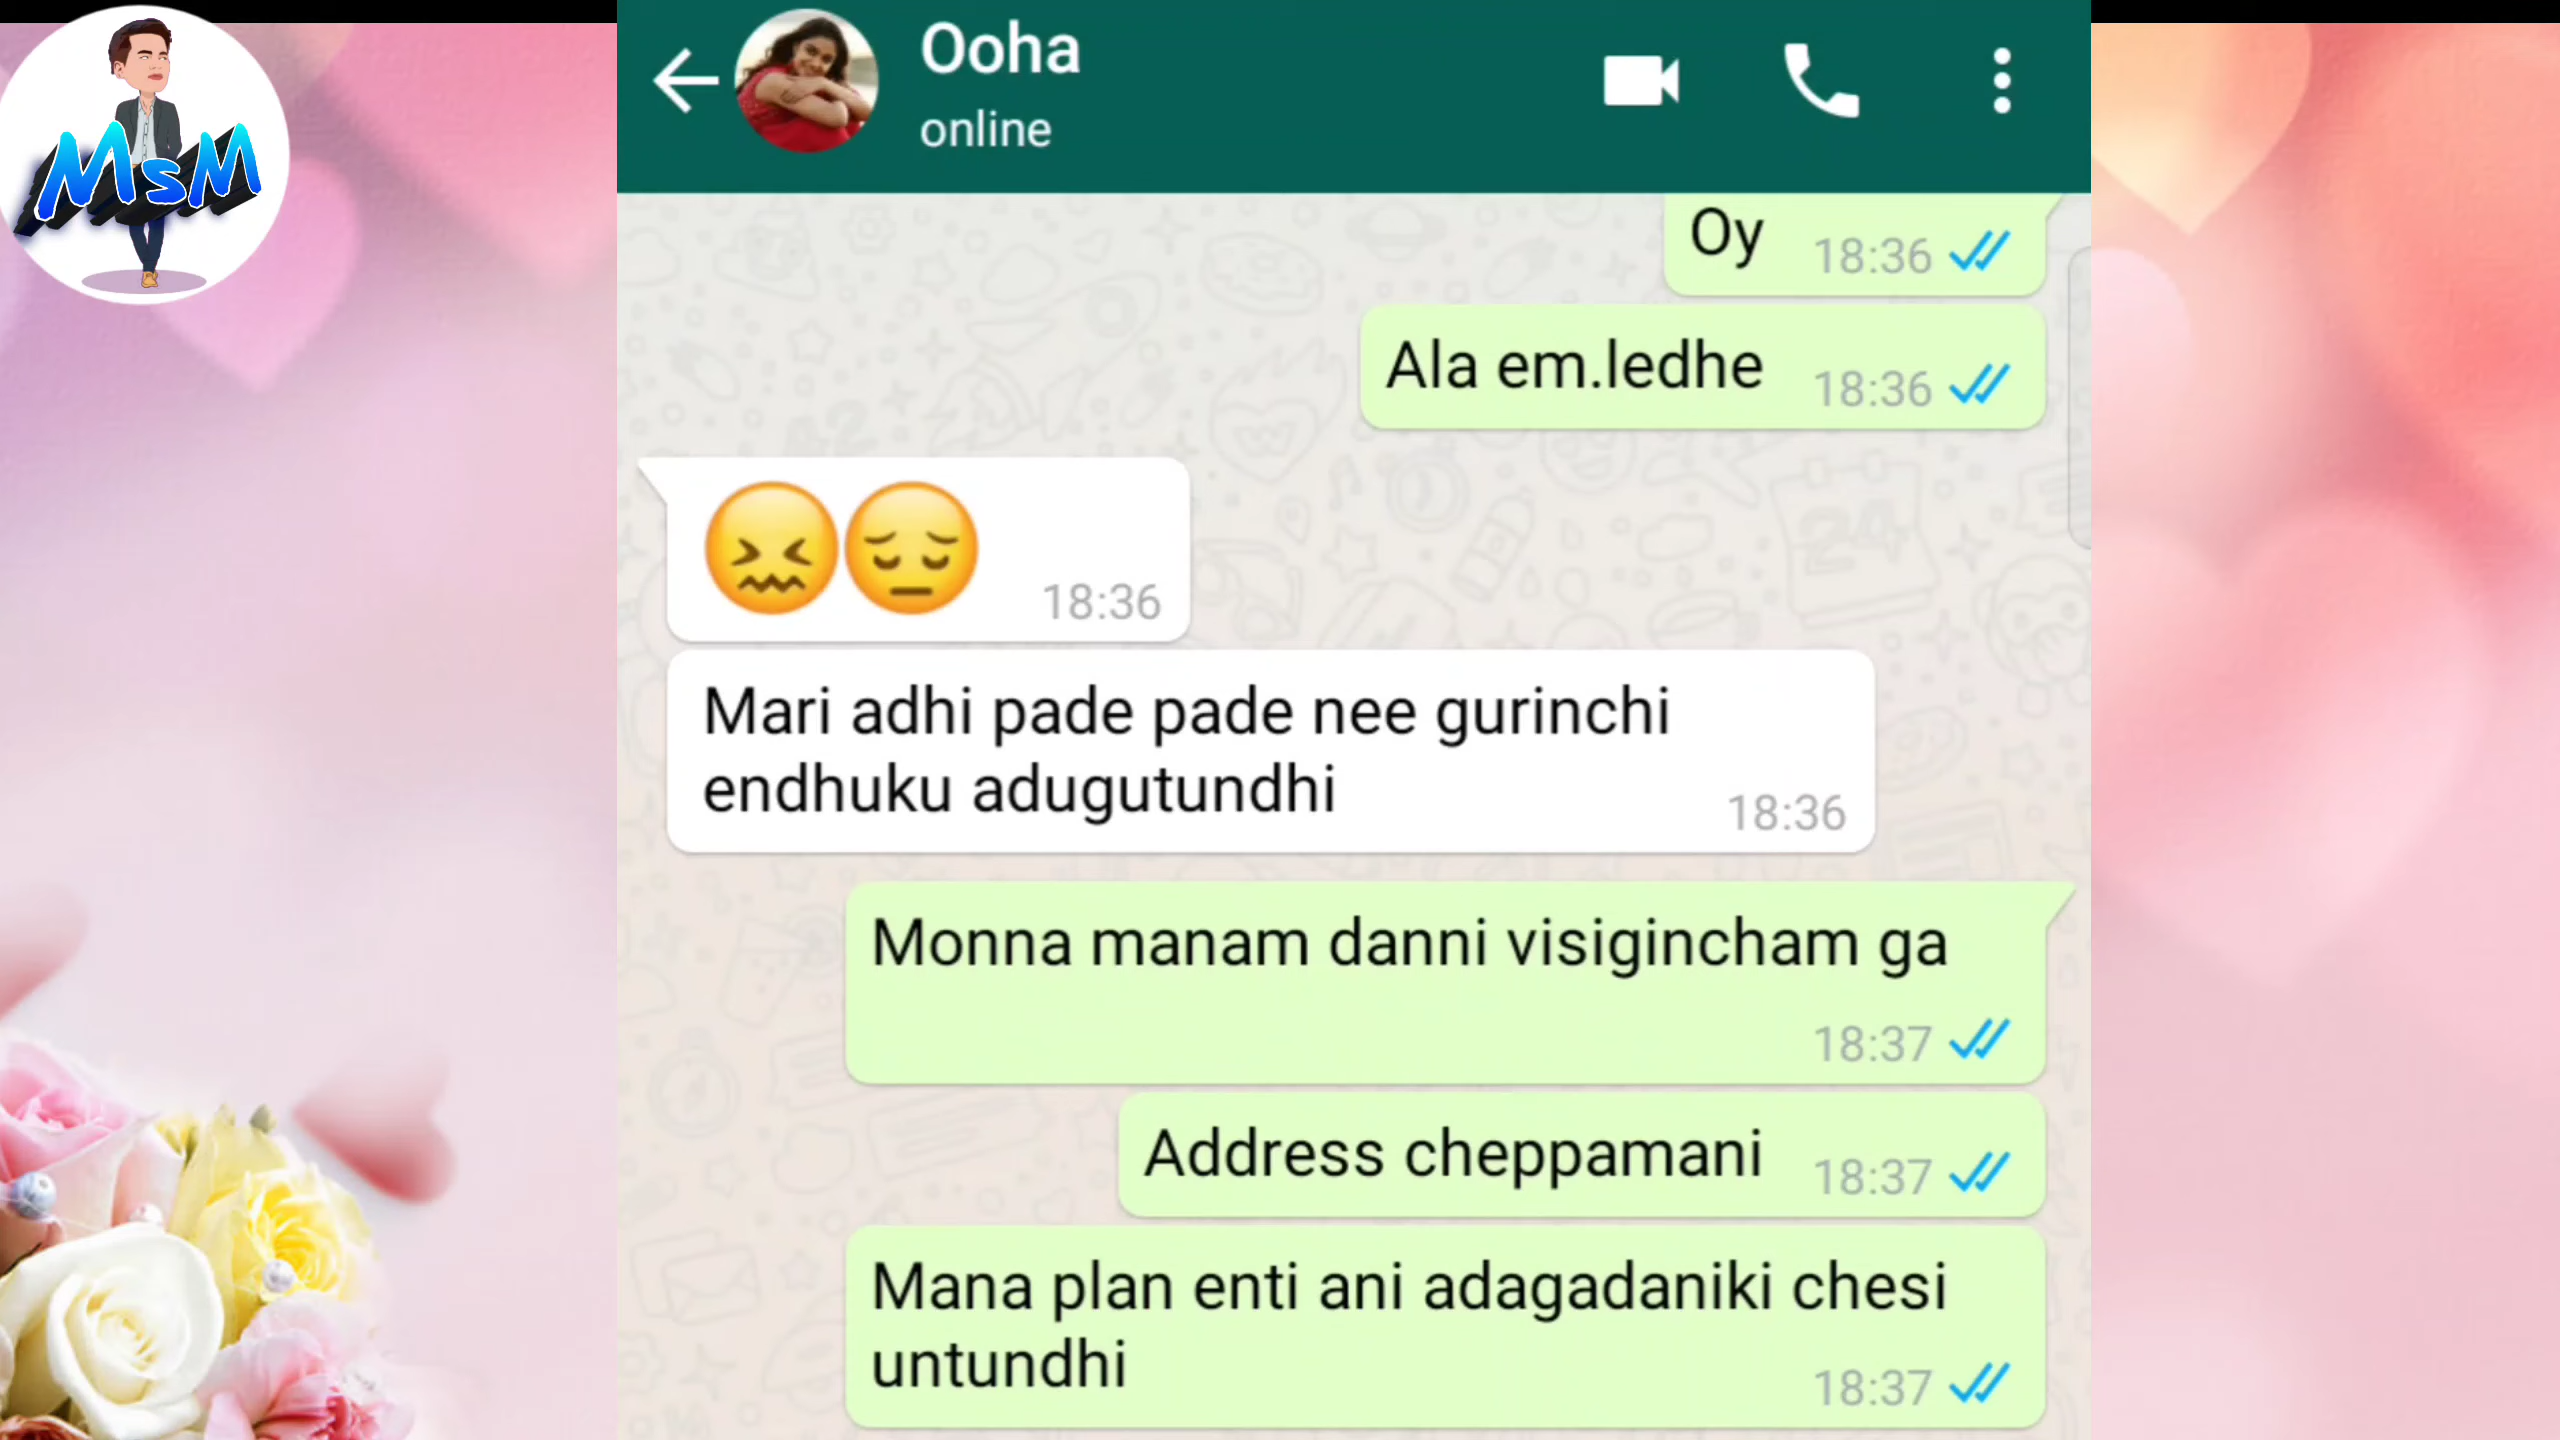 MsM
Ooha
online
Oy 18:36
Ala em.ledhe 18:36
😖😔 18:36
Mari adhi pade pade nee gurinchi
endhuku adugutundhi 18:36
Monna manam danni visigincham ga
18:37
Address cheppamani 18:37
Mana plan enti ani adagadaniki chesi
untundhi 18:37